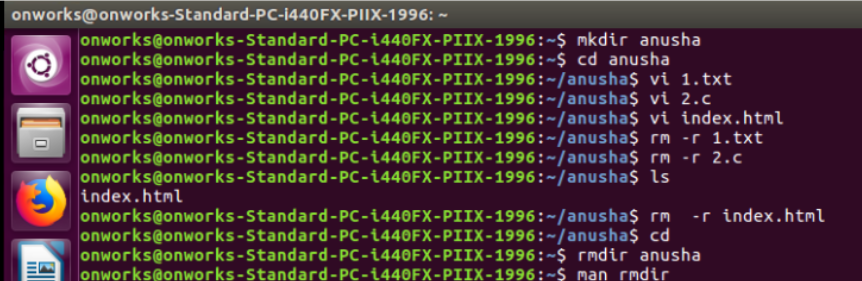 onworks@onworks-Standard-PC-i440FX-PIIX-1996: ~
onworks@onworks-Standard-PC-i440FX-PIIX-1996:~$ mkdir anusha
onworks@onworks-Standard-PC-i440FX-PIIX-1996:~$ cd anusha
onworks@onworks-Standard-PC-i440FX-PIIX-1996:~/anusha$ vi 1.txt
onworks@onworks-Standard-PC-i440FX-PIIX-1996:~/anusha$ vi 2.c
onworks@onworks-Standard-PC-i440FX-PIIX-1996:~/anusha$ vi index.html
onworks@onworks-Standard-PC-i440FX-PIIX-1996:~/anusha$ rm -r 1.txt
onworks@onworks-Standard-PC-i440FX-PIIX-1996:~/anusha$ rm -r 2.c
onworks@onworks-Standard-PC-i440FX-PIIX-1996:~/anusha$ ls
index.html
onworks@onworks-Standard-PC-i440FX-PIIX-1996:~/anusha$ rm  -r index.html
onworks@onworks-Standard-PC-i440FX-PIIX-1996:~/anusha$ cd
onworks@onworks-Standard-PC-i440FX-PIIX-1996:~$ rmdir anusha
onworks@onworks-Standard-PC-i440FX-PIIX-1996:~$ man rmdir